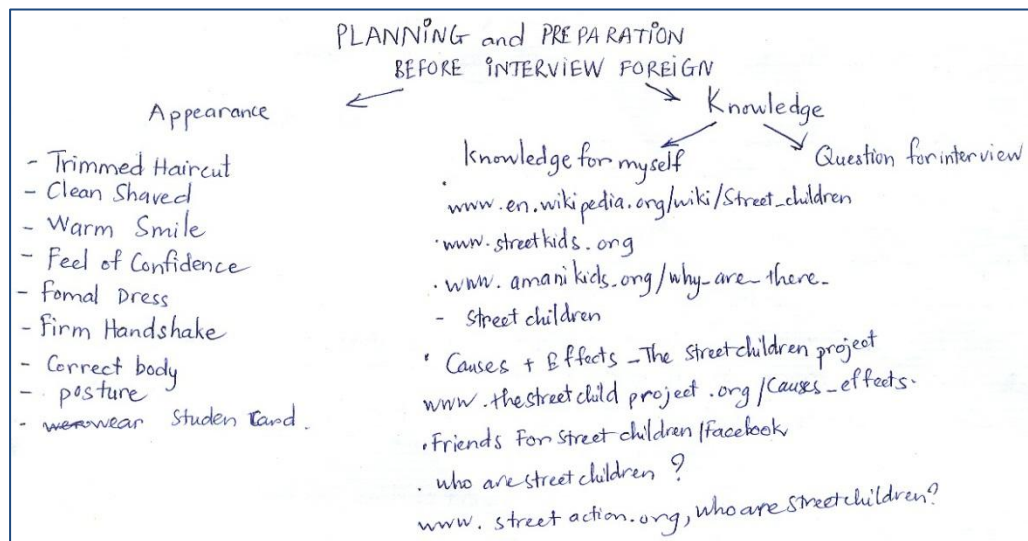 PLANNING and PREPARATION
BEFORE INTERVIEW FOREIGN
Appearance
- Trimmed Haircut
- Clean Shaved
- Warm Smile
- Feel of Confidence
- Fomal Dress
- Firm Handshake
- Correct body
- . posture
- wear Studen Card.
Knowledge
Knowledge for myself
. www.en.wikipedia.org/wiki/Street_children
. www.streetkids.org
. www.amanikids.org/why_are_there_
- Street children
. Causes + Effects - The street children project
www.thestreetchild project.org/Causes_effects.
. Friends For Street children/Facebook
. who are street children ?
www.street action.org, who are street children?
Question for interview